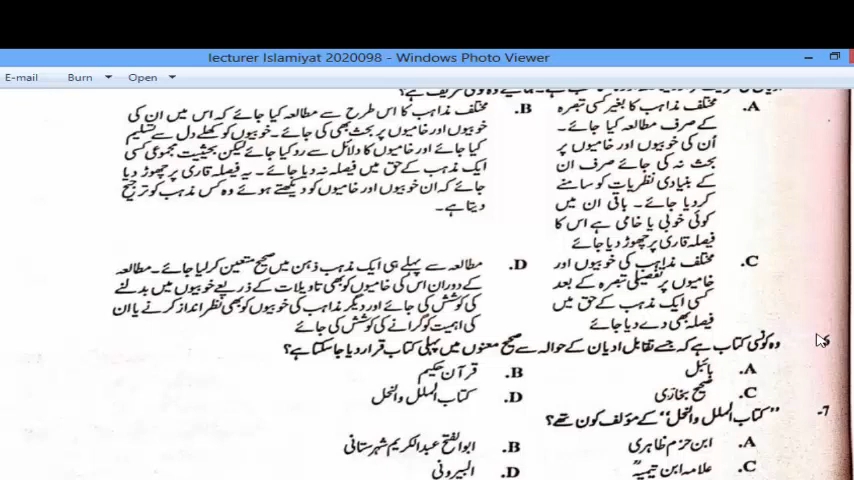 lecturer Islamiyat 2020098 - Windows Photo Viewer
E-mail Burn Open
A. مختلف مذاہب کا بغیر کسی تبصرہ
کے صرف مطالعہ کیا جائے۔
اُن کی خوبیوں اور خامیوں پر
بحث نہ کی جائے صرف ان
کے بنیادی نظریات کو سامنے
کر دیا جائے۔ باقی ان میں
کوئی خوبی یا خامی ہے اس کا
فیصلہ قاری پر چھوڑ دیا جائے
B. مختلف مذاہب کا اس طرح سے مطالعہ کیا جائے کہ اس میں ان کی
خوبیوں اور خامیوں پر بحث بھی کی جائے۔ خوبیوں کو کھلے دل سے تسلیم
کیا جائے اور خامیوں کا دلائل سے رد کیا جائے لیکن بحیثیت مجموعی کسی
ایک مذہب کے حق میں فیصلہ نہ دیا جائے۔ یہ فیصلہ قاری پر چھوڑ دیا
جائے کہ ان خوبیوں اور خامیوں کو دیکھتے ہوئے وہ کس مذہب کو ترجیح
دیتا ہے۔
C. مختلف مذاہب کی خوبیوں اور
خامیوں پر تفصیلی تبصرہ کے بعد
کسی ایک مذہب کے حق میں
فیصلہ بھی دے دیا جائے
D. مطالعہ سے پہلے ہی ایک مذہب ذہن میں صحیح متعین کر لیا جائے۔ مطالعہ
کے دوران اس کی خامیوں کو بھی تاویلات کے ذریعے خوبیوں میں بدلنے
کی کوشش کی جائے اور دیگر مذاہب کی خوبیوں کو بھی نظر انداز کرنے یا ان
کی اہمیت کو گرانے کی کوشش کی جائے
وہ کونسی کتاب ہے کہ جسے تقابل ادیان کے حوالہ سے صحیح معنوں میں پہلی کتاب قرار دیا جا سکتا ہے؟
A. بائبل B. قرآن حکیم
C. صحیح بخاری D. کتاب الملل والنحل
7- "کتاب الملل والنحل" کے مؤلف کون تھے؟
A. ابن حزم ظاہری B. ابوالفتح عبدالکریم شہرستانی
C. علامہ ابن تیمیہؒ D. البیرونی